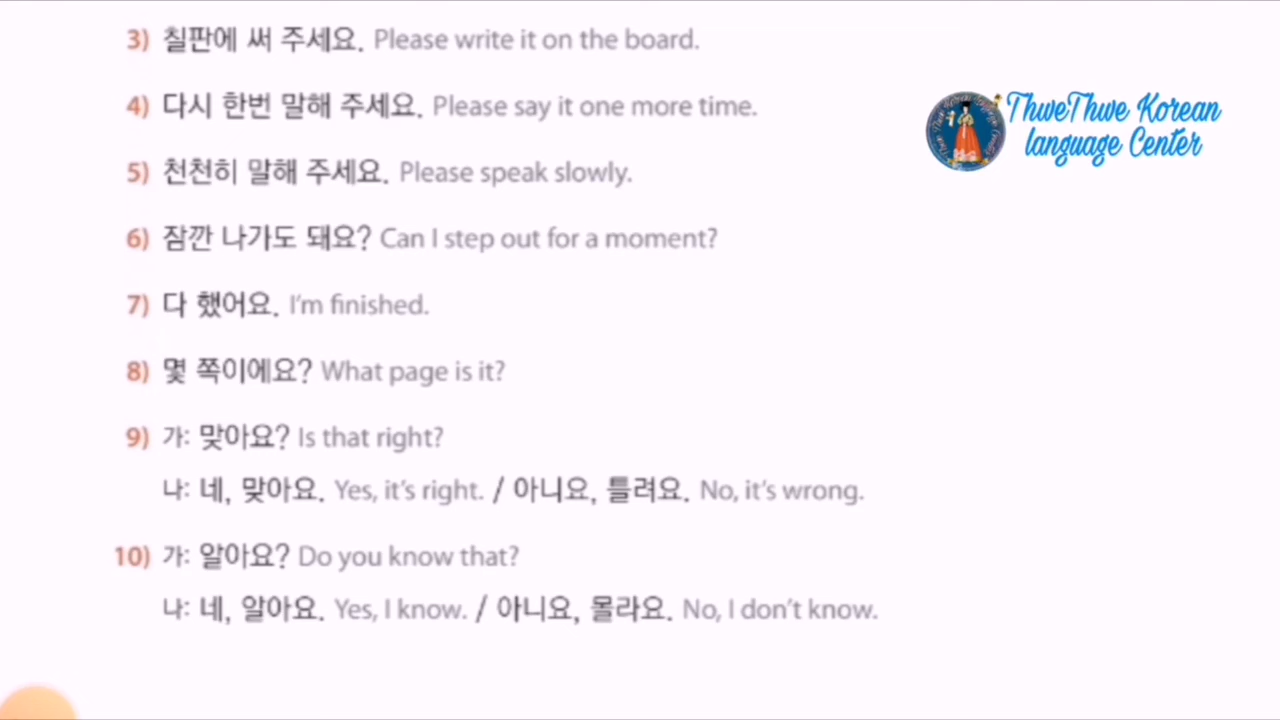 3) 칠판에 써 주세요. Please write it on the board.
4) 다시 한번 말해 주세요. Please say it one more time.
ThweThwe Korean
language Center
5) 천천히 말해 주세요. Please speak slowly.
6) 잠깐 나가도 돼요? Can I step out for a moment?
7) 다 했어요. I'm finished.
8) 몇 쪽이에요? What page is it?
9) 가: 맞아요? Is that right?
나: 네, 맞아요. Yes, it's right. / 아니요, 틀려요. No, it's wrong.
10) 가: 알아요? Do you know that?
나: 네, 알아요. Yes, I know. / 아니요, 몰라요. No, I don't know.